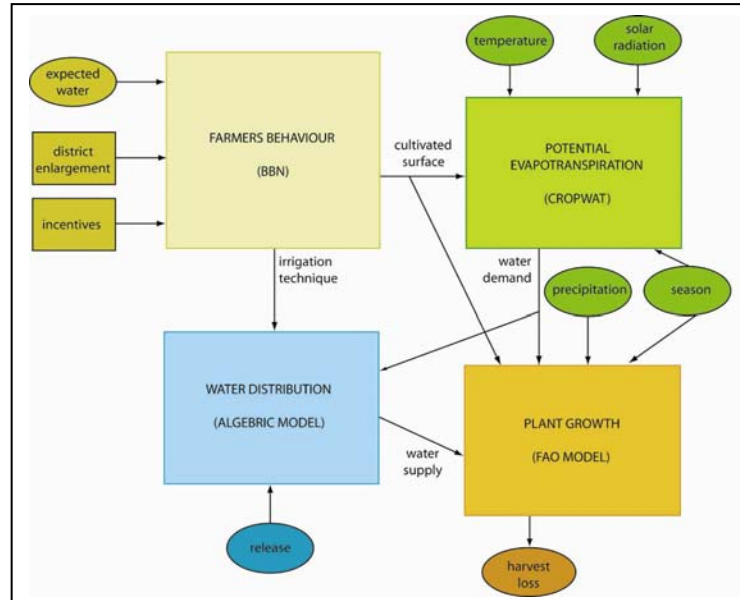 temperature
solar
radiation
expected
water
FARMERS BEHAVIOUR
(BBN)
district
enlargement
cultivated
surface
POTENTIAL
EVAPOTRANSPIRATION
(CROPWAT)
incentives
irrigation
technique
water
demand
precipitation
season
WATER DISTRIBUTION
(ALGEBRIC MODEL)
PLANT GROWTH
(FAO MODEL)
water
supply
release
harvest
loss